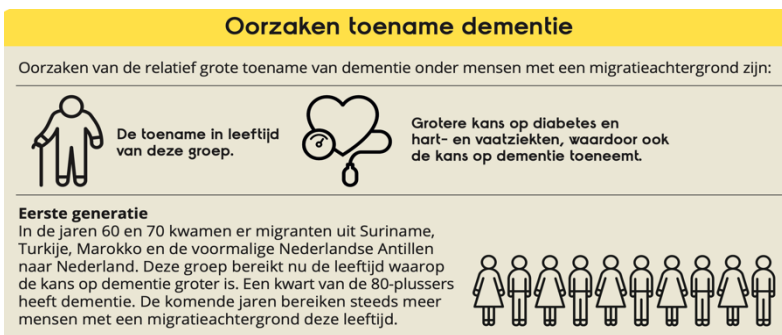 Oorzaken toename dementie
Oorzaken van de relatief grote toename van dementie onder mensen met een migratieachtergrond zijn:
De toename in leeftijd
van deze groep.
Grotere kans op diabetes en
hart- en vaatziekten, waardoor ook
de kans op dementie toeneemt.
Eerste generatie
In de jaren 60 en 70 kwamen er migranten uit Suriname,
Turkije, Marokko en de voormalige Nederlandse Antillen
naar Nederland. Deze groep bereikt nu de leeftijd waarop
de kans op dementie groter is. Een kwart van de 80-plussers
heeft dementie. De komende jaren bereiken steeds meer
mensen met een migratieachtergrond deze leeftijd.